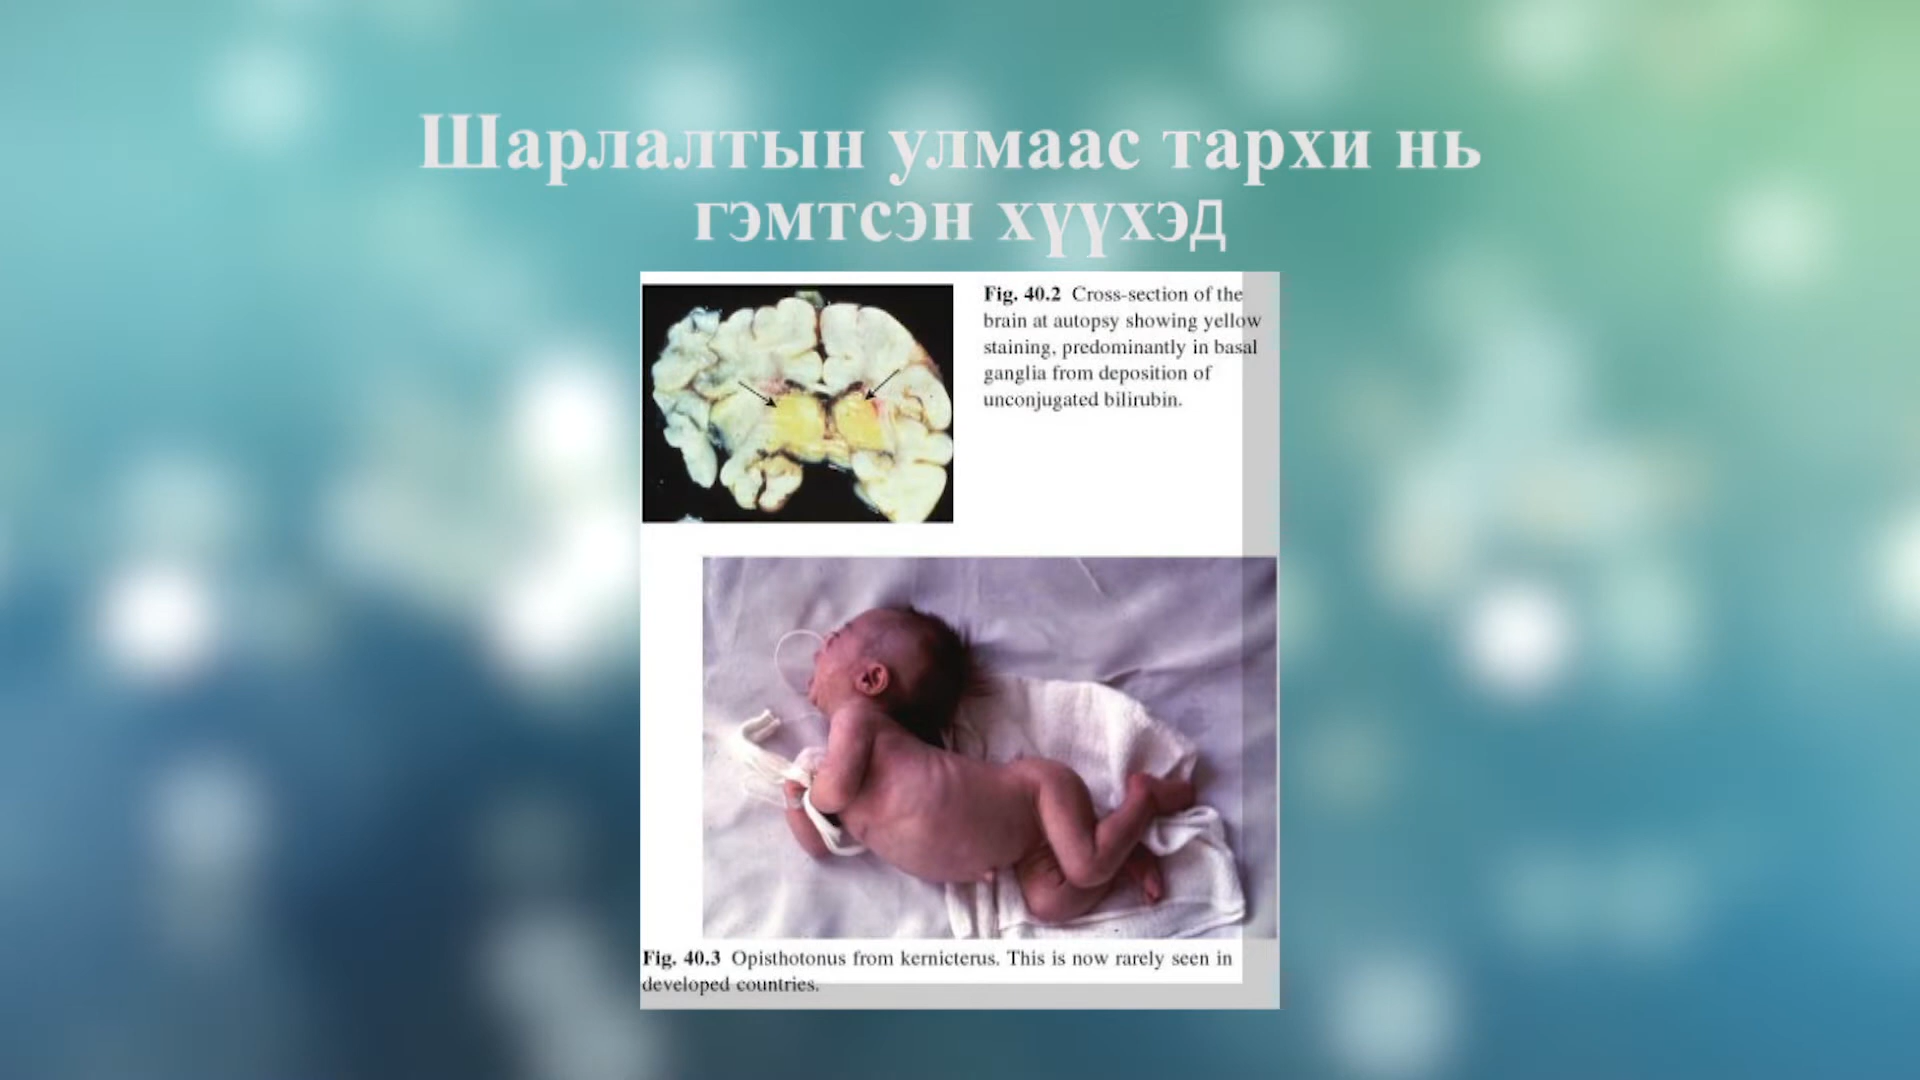 Шарлалтын улмаас тархи нь
гэмтсэн хүүхэд
Fig. 40.2 Cross-section of the
brain at autopsy showing yellow
staining, predominantly in basal
ganglia from deposition of
unconjugated bilirubin.
Fig. 40.3 Opisthotonus from kernicterus. This is now rarely seen in
developed countries.